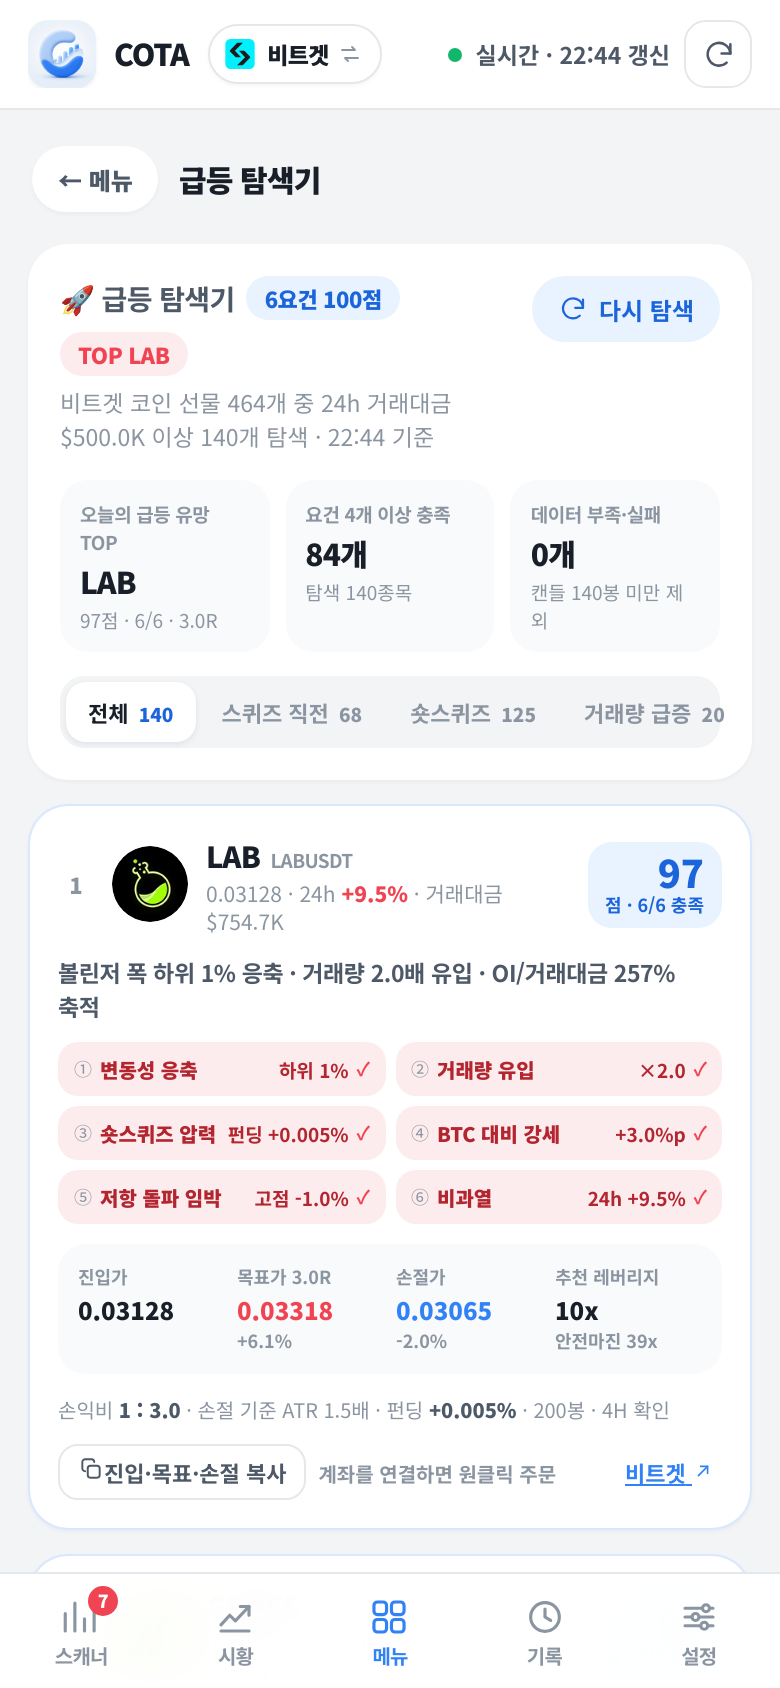 COTA 비트겟 실시간 · 22:44 갱신
← 메뉴 급등 탐색기
🚀 급등 탐색기 6요건 100점 다시 탐색
TOP LAB
비트겟 코인 선물 464개 중 24h 거래대금
$500.0K 이상 140개 탐색 · 22:44 기준
오늘의 급등 유망
TOP
LAB
97점 · 6/6 · 3.0R
요건 4개 이상 충족
84개
탐색 140종목
데이터 부족·실패
0개
캔들 140봉 미만 제
외
전체 140 스퀴즈 직전 68 숏스퀴즈 125 거래량 급증 20
1
LAB LABUSDT
0.03128 · 24h +9.5% · 거래대금
$754.7K
97
점 · 6/6 충족
볼린저 폭 하위 1% 응축 · 거래량 2.0배 유입 · OI/거래대금 257%
축적
① 변동성 응축 하위 1% ✓
② 거래량 유입 ×2.0 ✓
③ 숏스퀴즈 압력 펀딩 +0.005% ✓
④ BTC 대비 강세 +3.0%p ✓
⑤ 저항 돌파 임박 고점 -1.0% ✓
⑥ 비과열 24h +9.5% ✓
진입가
0.03128
목표가 3.0R
0.03318
+6.1%
손절가
0.03065
-2.0%
추천 레버리지
10x
안전마진 39x
손익비 1 : 3.0 · 손절 기준 ATR 1.5배 · 펀딩 +0.005% · 200봉 · 4H 확인
진입·목표·손절 복사 계좌를 연결하면 원클릭 주문 비트겟 ↗
7
스캐너 시황 메뉴 기록 설정